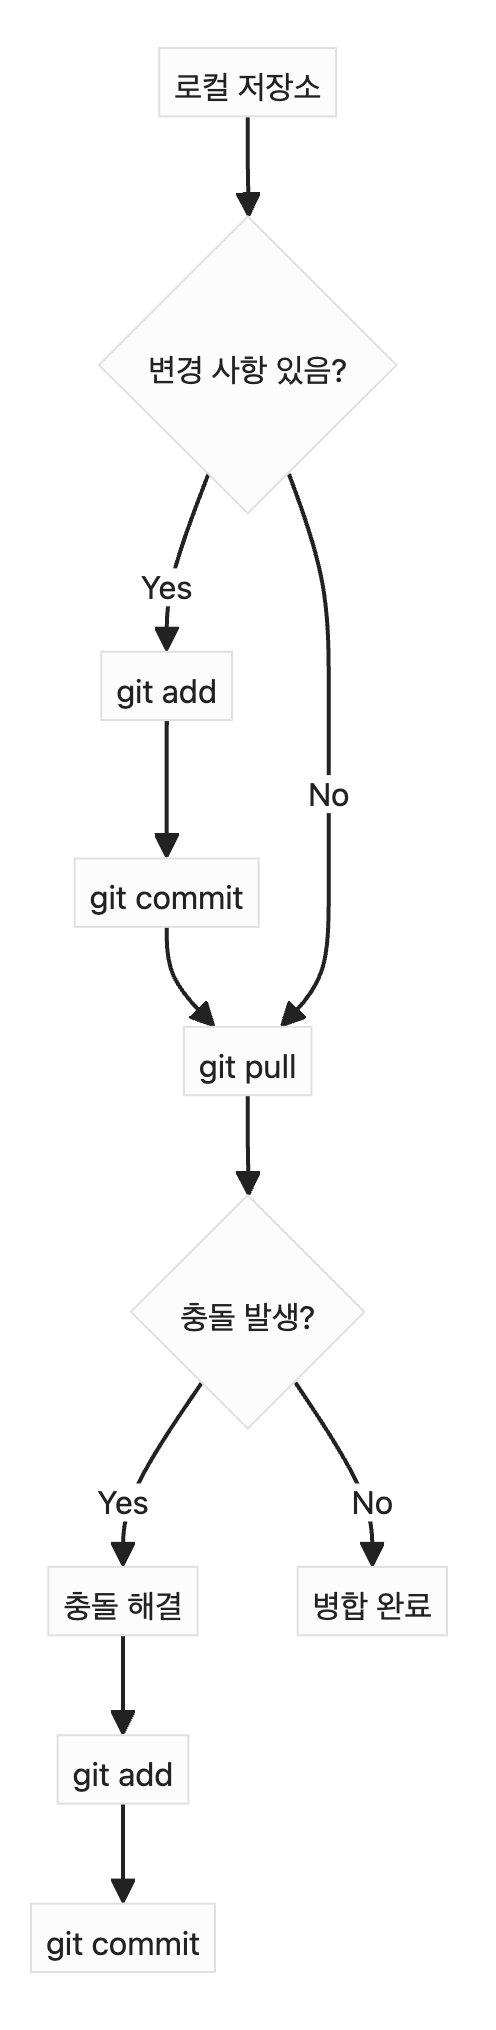 로컬 저장소
변경 사항 있음?
Yes
git add
No
git commit
git pull
충돌 발생?
Yes
No
충돌 해결
병합 완료
git add
git commit